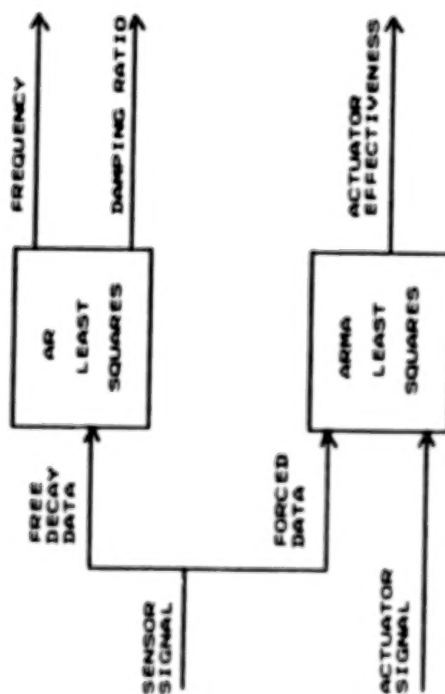 SENSOR
SIGNAL
FREE
DECAY
DATA
AR
LEAST
SQUARES
FREQUENCY
DAMPING RATIO
ACTUATOR
SIGNAL
FORCED
DATA
ARMA
LEAST
SQUARES
ACTUATOR
EFFECTIVENESS